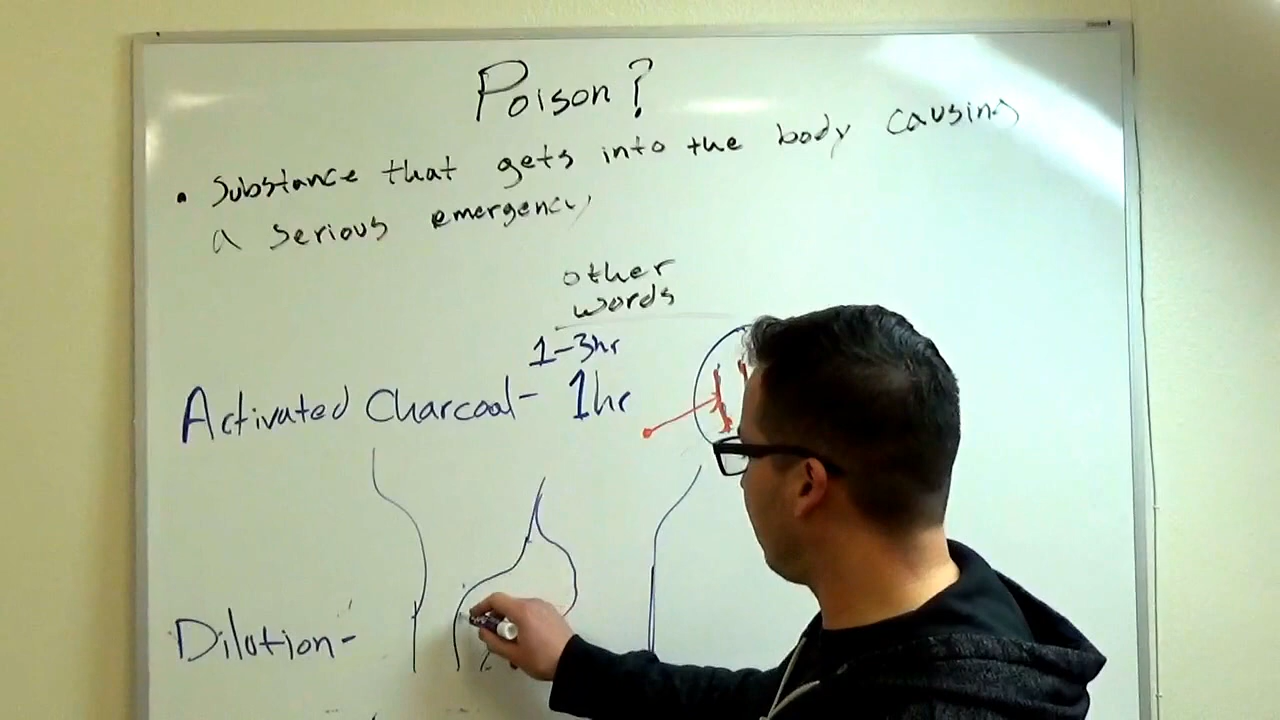 Poison?
• Substance that gets into the body causing
a serious emergency
other
words
1-3hr
Activated Charcoal- 1hr
Dilution-